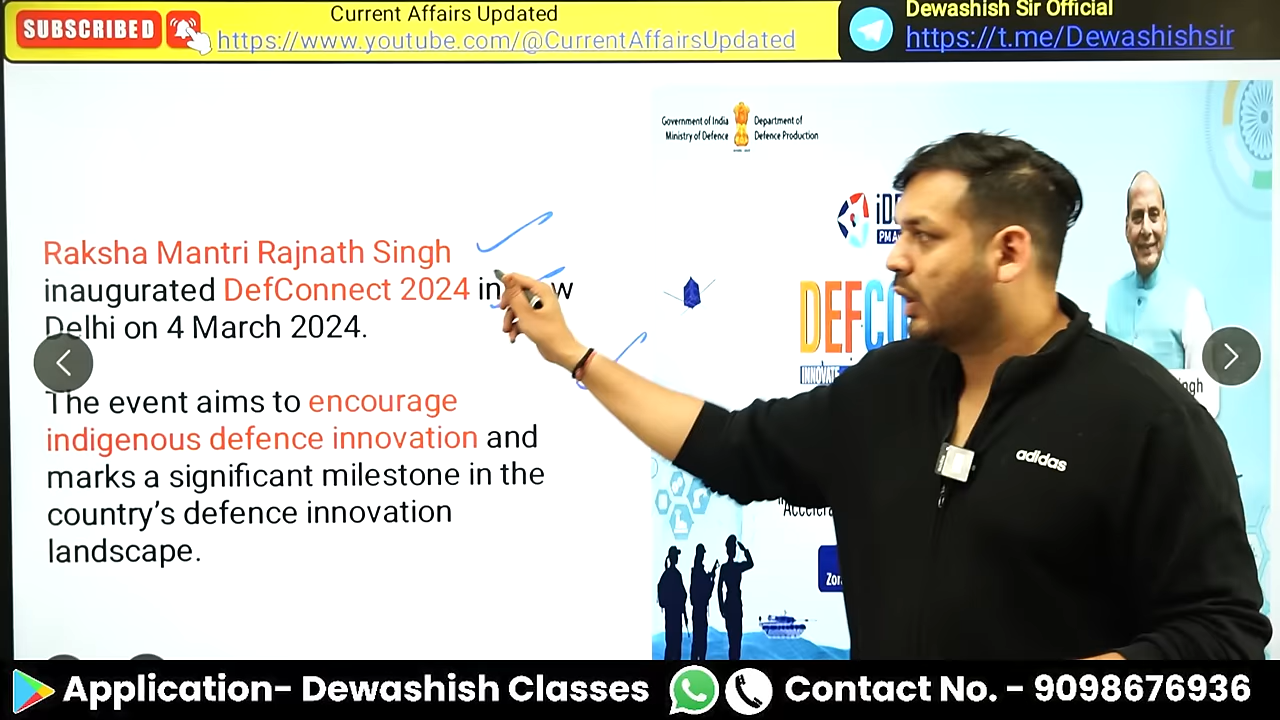 SUBSCRIBED
Current Affairs Updated
https://www.youtube.com/@CurrentAffairsUpdated
Dewashish Sir Official
https://t.me/Dewashishsir
Government of India
Ministry of Defence
Department of
Defence Production
Raksha Mantri Rajnath Singh
inaugurated DefConnect 2024 in
Delhi on 4 March 2024.
The event aims to encourage
indigenous defence innovation and
marks a significant milestone in the
country's defence innovation
landscape.
adidas
Application- Dewashish Classes
Contact No. - 9098676936